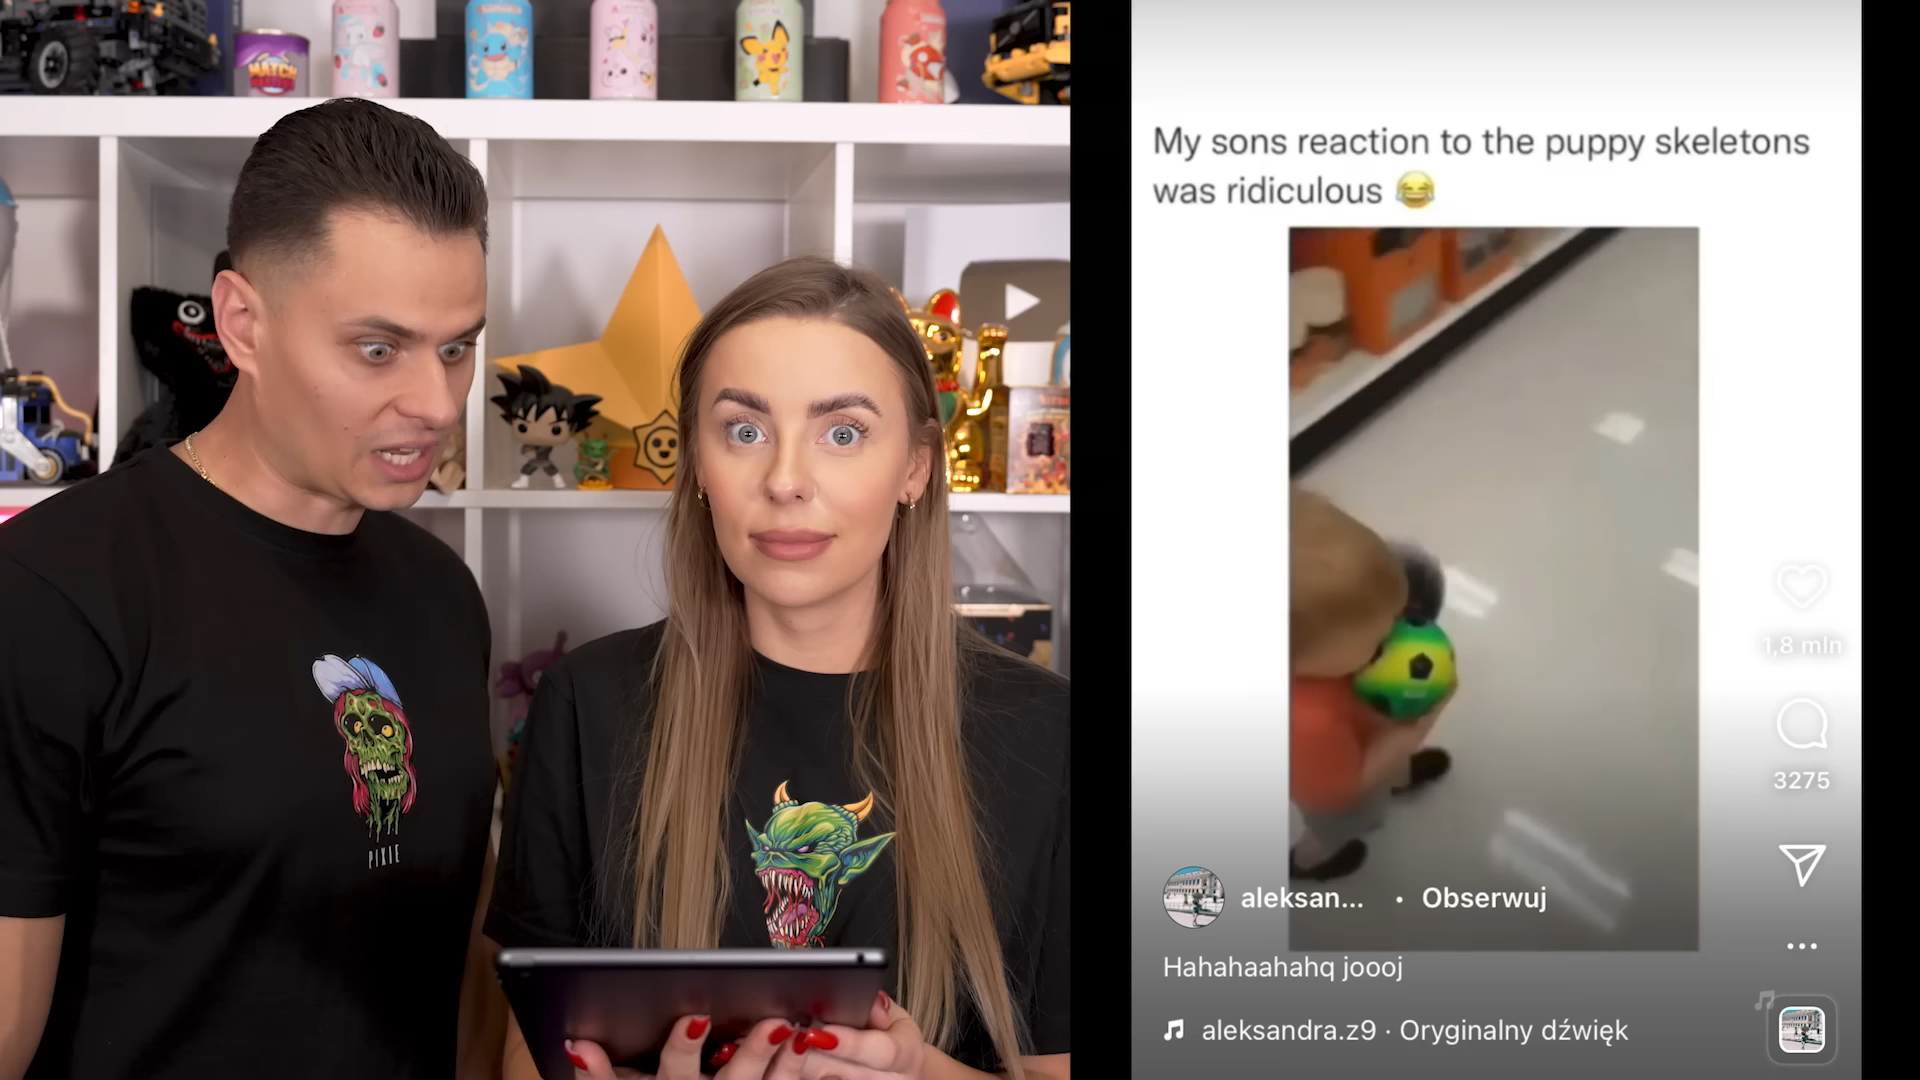 MATCH
PIXIE
My sons reaction to the puppy skeletons
was ridiculous 😂
1,8 mln
3275
aleksan... • Obserwuj
Hahahaahahq joooj
aleksandra.z9 · Oryginalny dźwięk